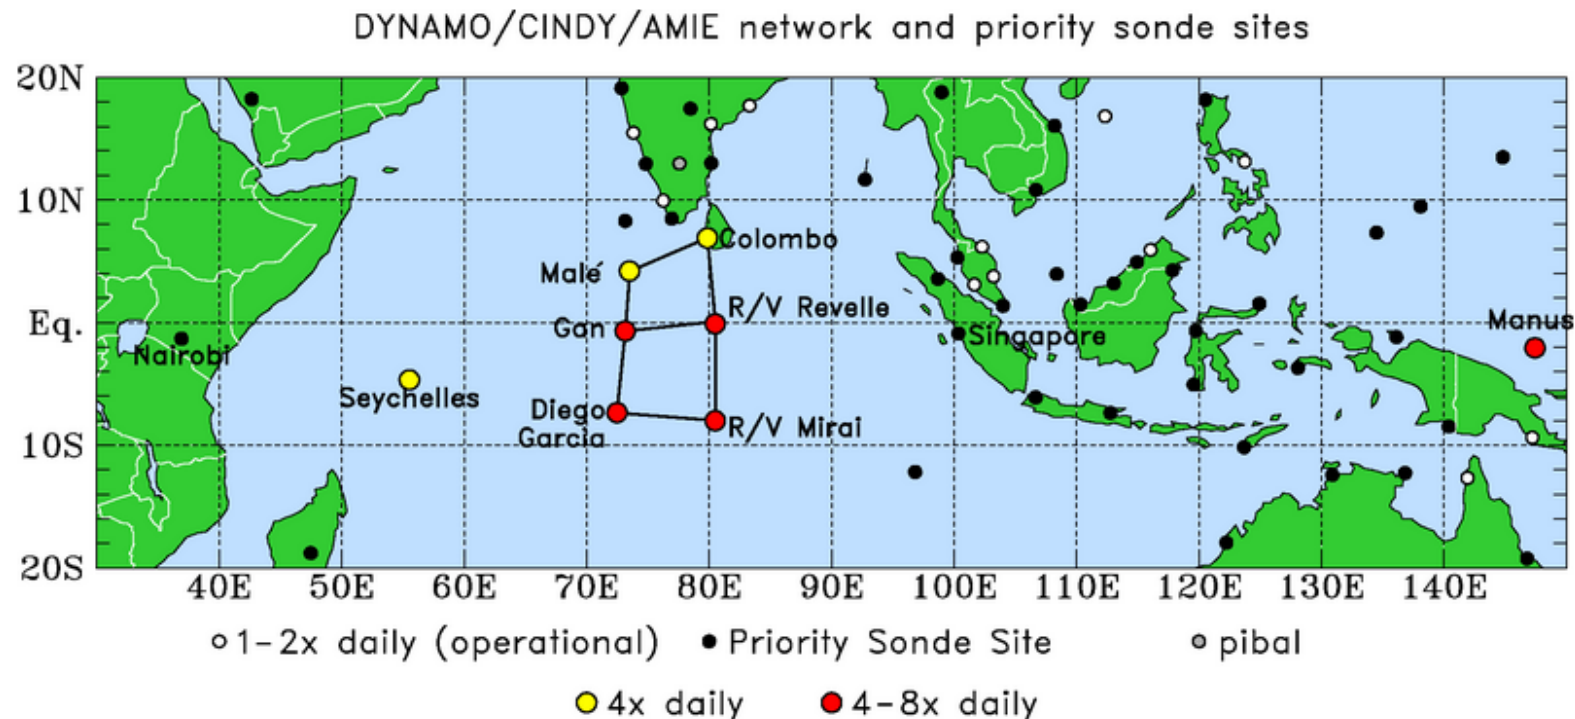 DYNAMO/CINDY/AMIE network and priority sonde sites
20N
10N
Colombo
Malé
R/V Revelle
Eq.
Gan
Manus
Singapore
Nairobi
Seychelles
Diego
Garcia
R/V Mirai
10S
20S
40E 50E 60E 70E 80E 90E 100E 110E 120E 130E 140E
1-2x daily (operational) Priority Sonde Site pibal
4x daily 4-8x daily